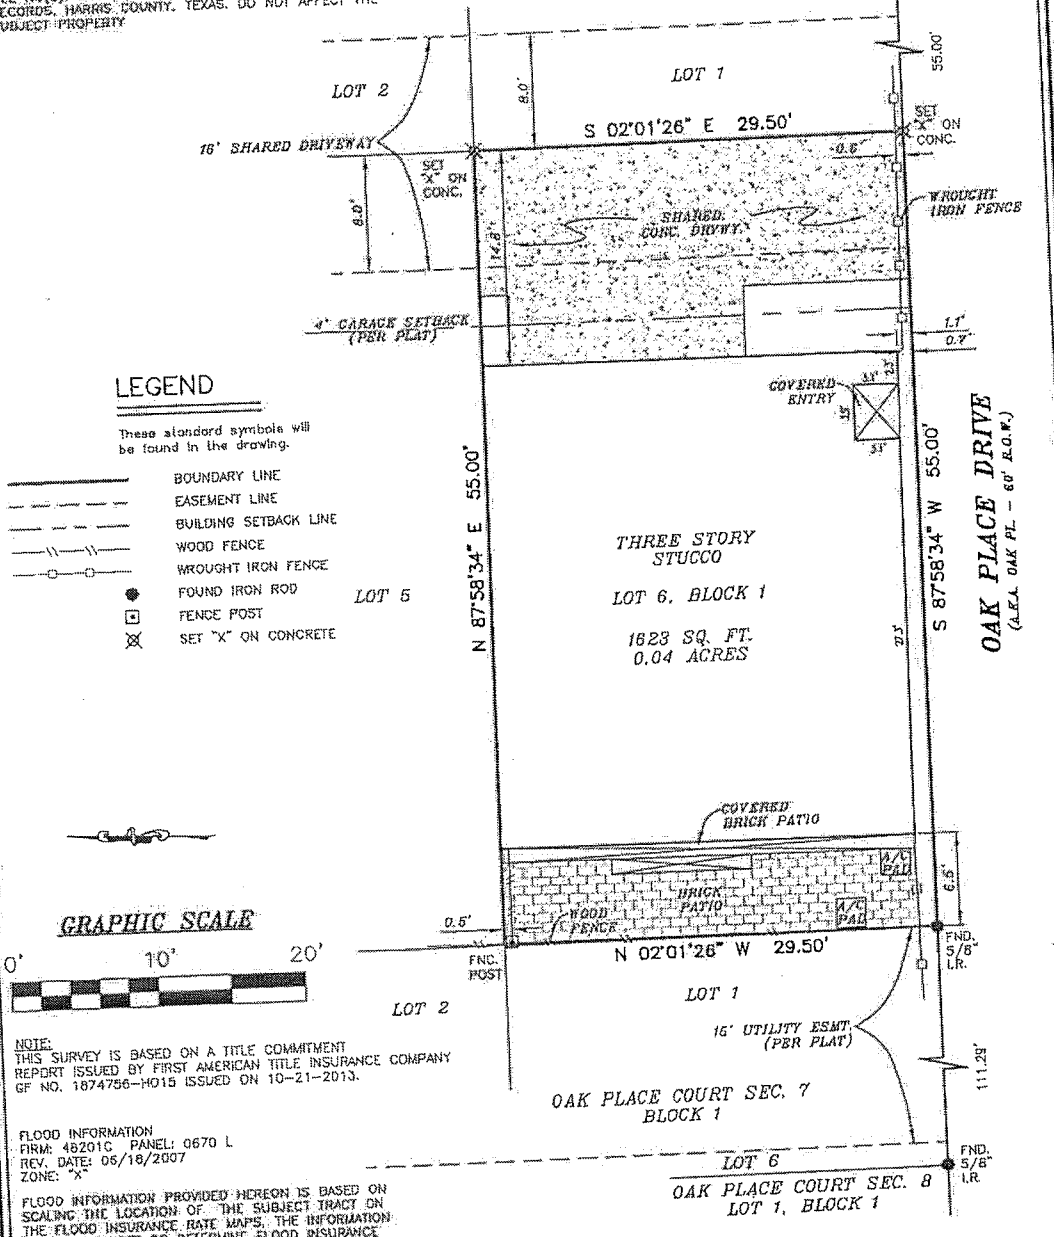 ECORDS, HARRIS COUNTY, TEXAS. DO NOT AFFECT THE
UBJECT PROPERTY
LOT 2
LOT 1
8.0'
55.00'
S 02°01'26" E 29.50'
SET
"X" ON
CONC.
16' SHARED DRIVEWAY
SET
"X" ON
CONC.
0.6'
8.0'
14.8'
SHARED
CONC. DRVWY.
WROUGHT
IRON FENCE
4' GARAGE SETBACK
(PER PLAT)
1.1'
0.7'
LEGEND
These standard symbols will
be found in the drawing.
BOUNDARY LINE
EASEMENT LINE
BUILDING SETBACK LINE
WOOD FENCE
WROUGHT IRON FENCE
FOUND IRON ROD
FENCE POST
SET "X" ON CONCRETE
COVERED
ENTRY
LOT 5
N 87°58'34" E 55.00'
THREE STORY
STUCCO
LOT 6, BLOCK 1
1623 SQ. FT.
0.04 ACRES
S 87°58'34" W 55.00'
OAK PLACE DRIVE
(A.K.A. OAK PL. - 60' R.O.W.)
COVERED
BRICK PATIO
A/C
PAD
BRICK
PATIO
A/C
PAD
6.6'
GRAPHIC SCALE
0' 10' 20'
0.5'
WOOD
FENCE
FNC.
POST
N 02°01'26" W 29.50'
FND.
5/8"
I.R.
LOT 2
LOT 1
16' UTILITY ESMT.
(PER PLAT)
111.29'
NOTE:
THIS SURVEY IS BASED ON A TITLE COMMITMENT
REPORT ISSUED BY FIRST AMERICAN TITLE INSURANCE COMPANY
GF NO. 1874756-HO15 ISSUED ON 10-21-2013.
OAK PLACE COURT SEC. 7
BLOCK 1
FLOOD INFORMATION
FIRM: 48201C PANEL: 0670 L
REV. DATE: 06/18/2007
ZONE: "X"
LOT 6
FND.
5/8"
I.R.
OAK PLACE COURT SEC. 8
LOT 1, BLOCK 1
FLOOD INFORMATION PROVIDED HEREON IS BASED ON
SCALING THE LOCATION OF THE SUBJECT TRACT ON
THE FLOOD INSURANCE RATE MAPS. THE INFORMATION
DETERMINE FLOOD INSURANCE